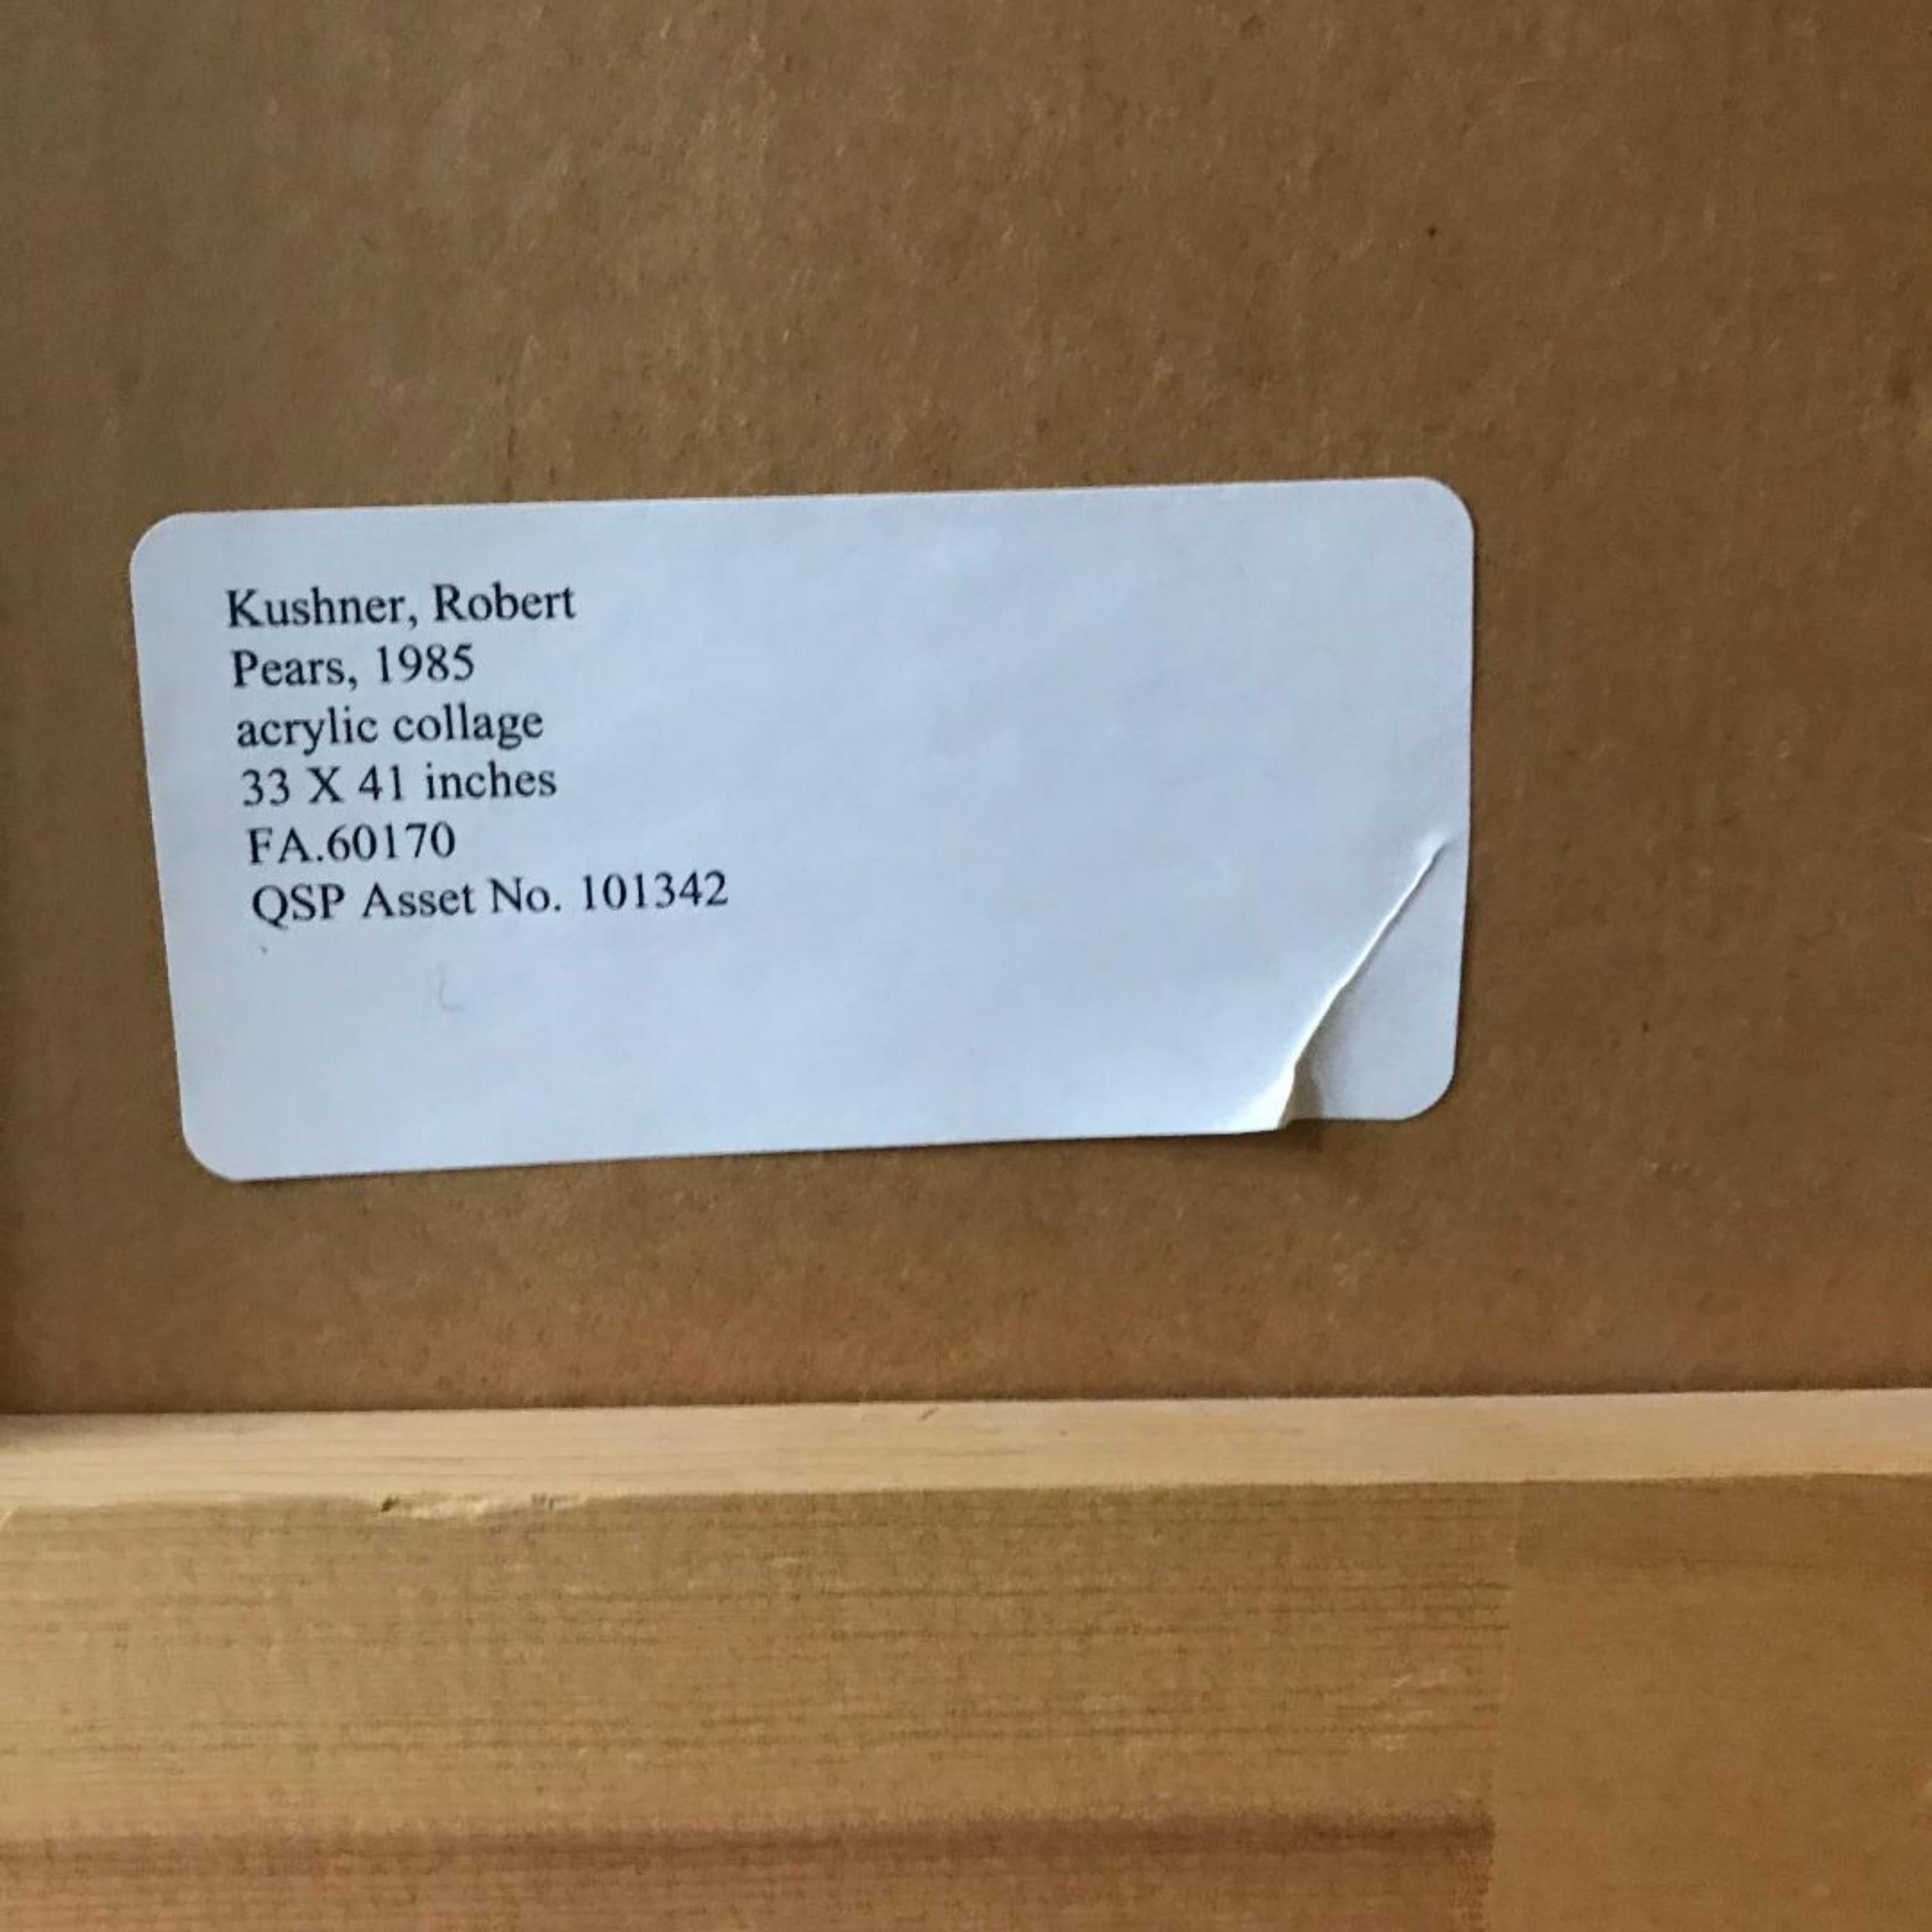 Kushner, Robert
Pears, 1985
acrylic collage
33 X 41 inches
FA.60170
QSP Asset No. 101342